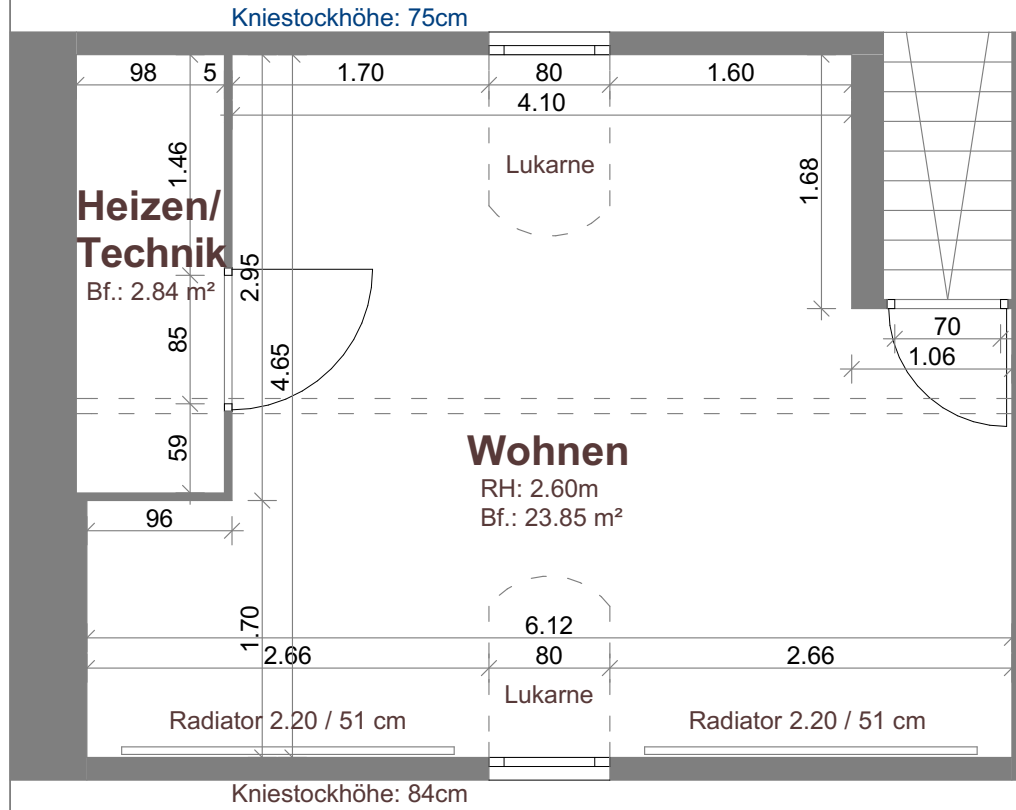 Kniestockhöhe: 75cm
98
5
1.70
80
1.60
4.10
1.46
Lukarne
1.68
Heizen/
Technik
Bf.: 2.84 m²
2.95
85
4.65
70
1.06
59
Wohnen
RH: 2.60m
Bf.: 23.85 m²
96
1.70
6.12
2.66
80
2.66
Lukarne
Radiator 2.20 / 51 cm
Radiator 2.20 / 51 cm
Kniestockhöhe: 84cm